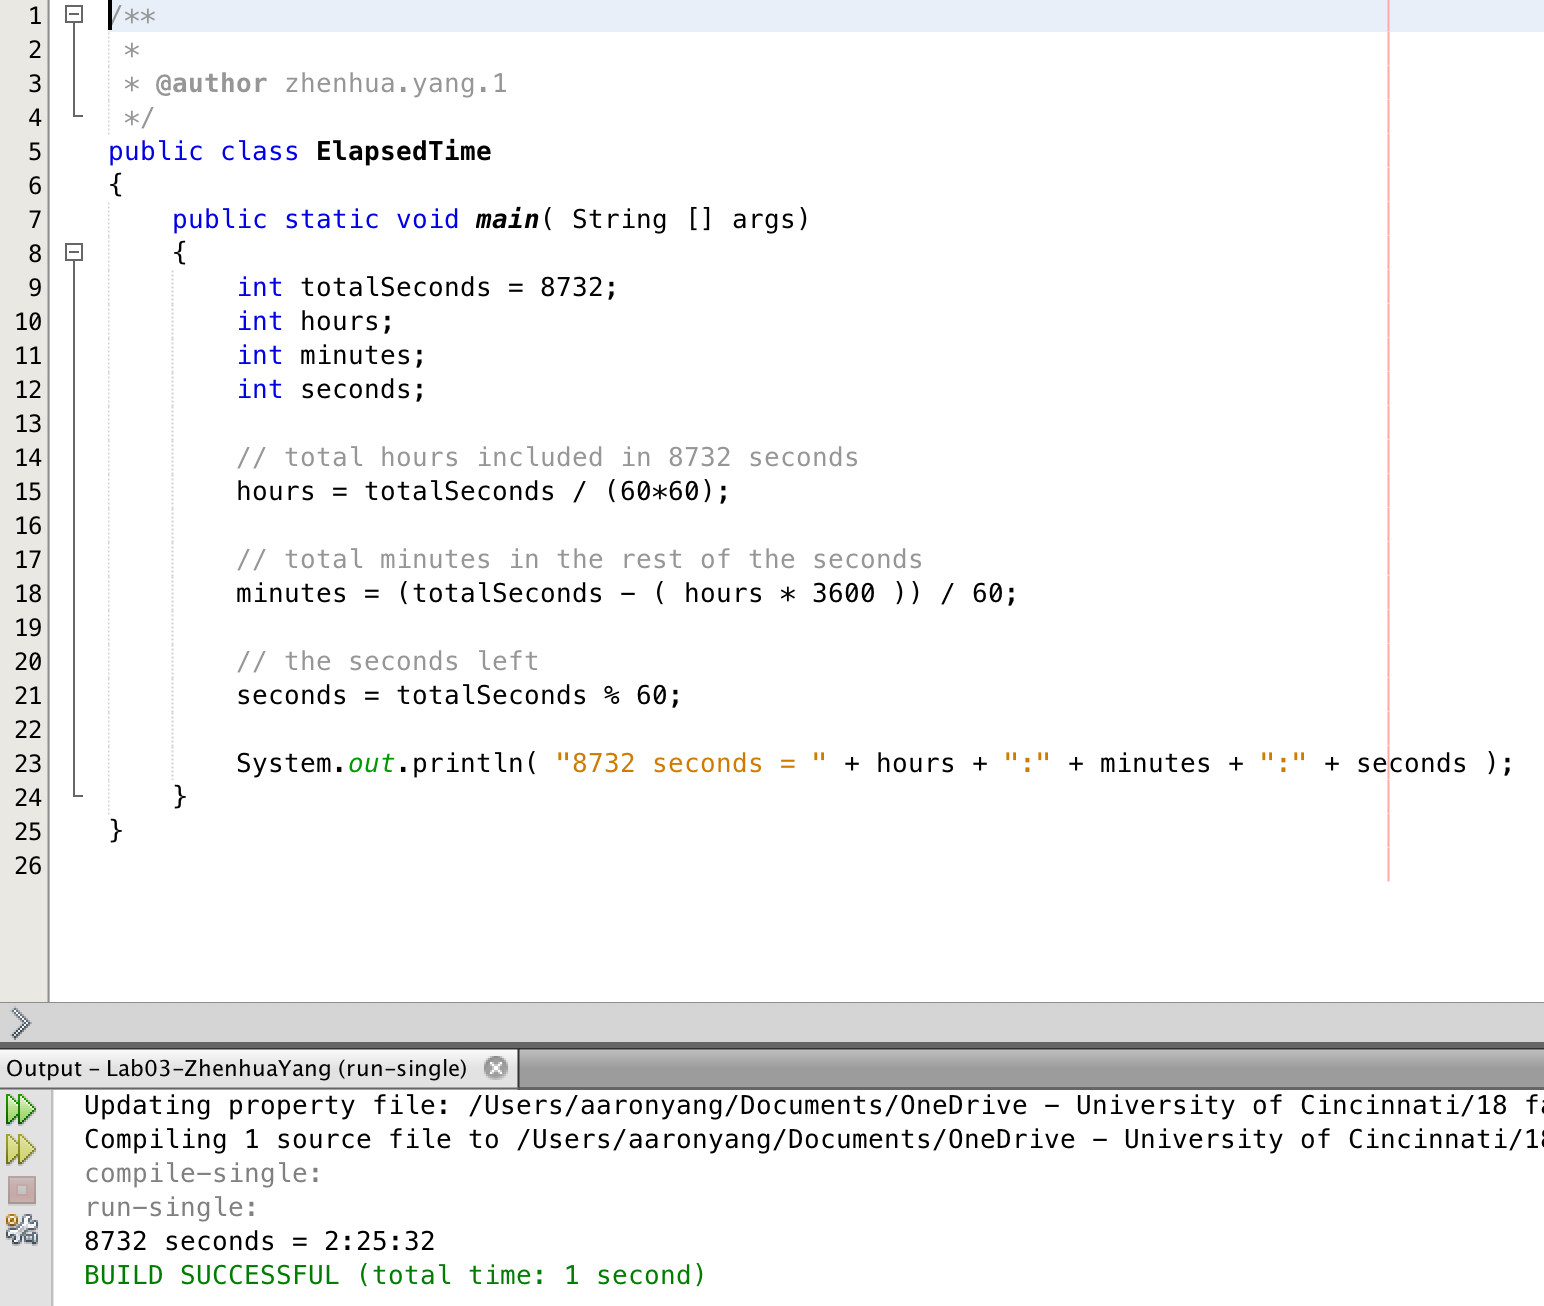 1 /**
2 *
3 * @author zhenhua.yang.1
4 */
5 public class ElapsedTime
6 {
7 public static void main( String [] args)
8 {
9 int totalSeconds = 8732;
10 int hours;
11 int minutes;
12 int seconds;
13
14 // total hours included in 8732 seconds
15 hours = totalSeconds / (60*60);
16
17 // total minutes in the rest of the seconds
18 minutes = (totalSeconds - ( hours * 3600 )) / 60;
19
20 // the seconds left
21 seconds = totalSeconds % 60;
22
23 System.out.println( "8732 seconds = " + hours + ":" + minutes + ":" + seconds );
24 }
25 }
26
Output - Lab03-ZhenhuaYang (run-single)
Updating property file: /Users/aaronyang/Documents/OneDrive - University of Cincinnati/18
Compiling 1 source file to /Users/aaronyang/Documents/OneDrive - University of Cincinnati/18
compile-single:
run-single:
8732 seconds = 2:25:32
BUILD SUCCESSFUL (total time: 1 second)